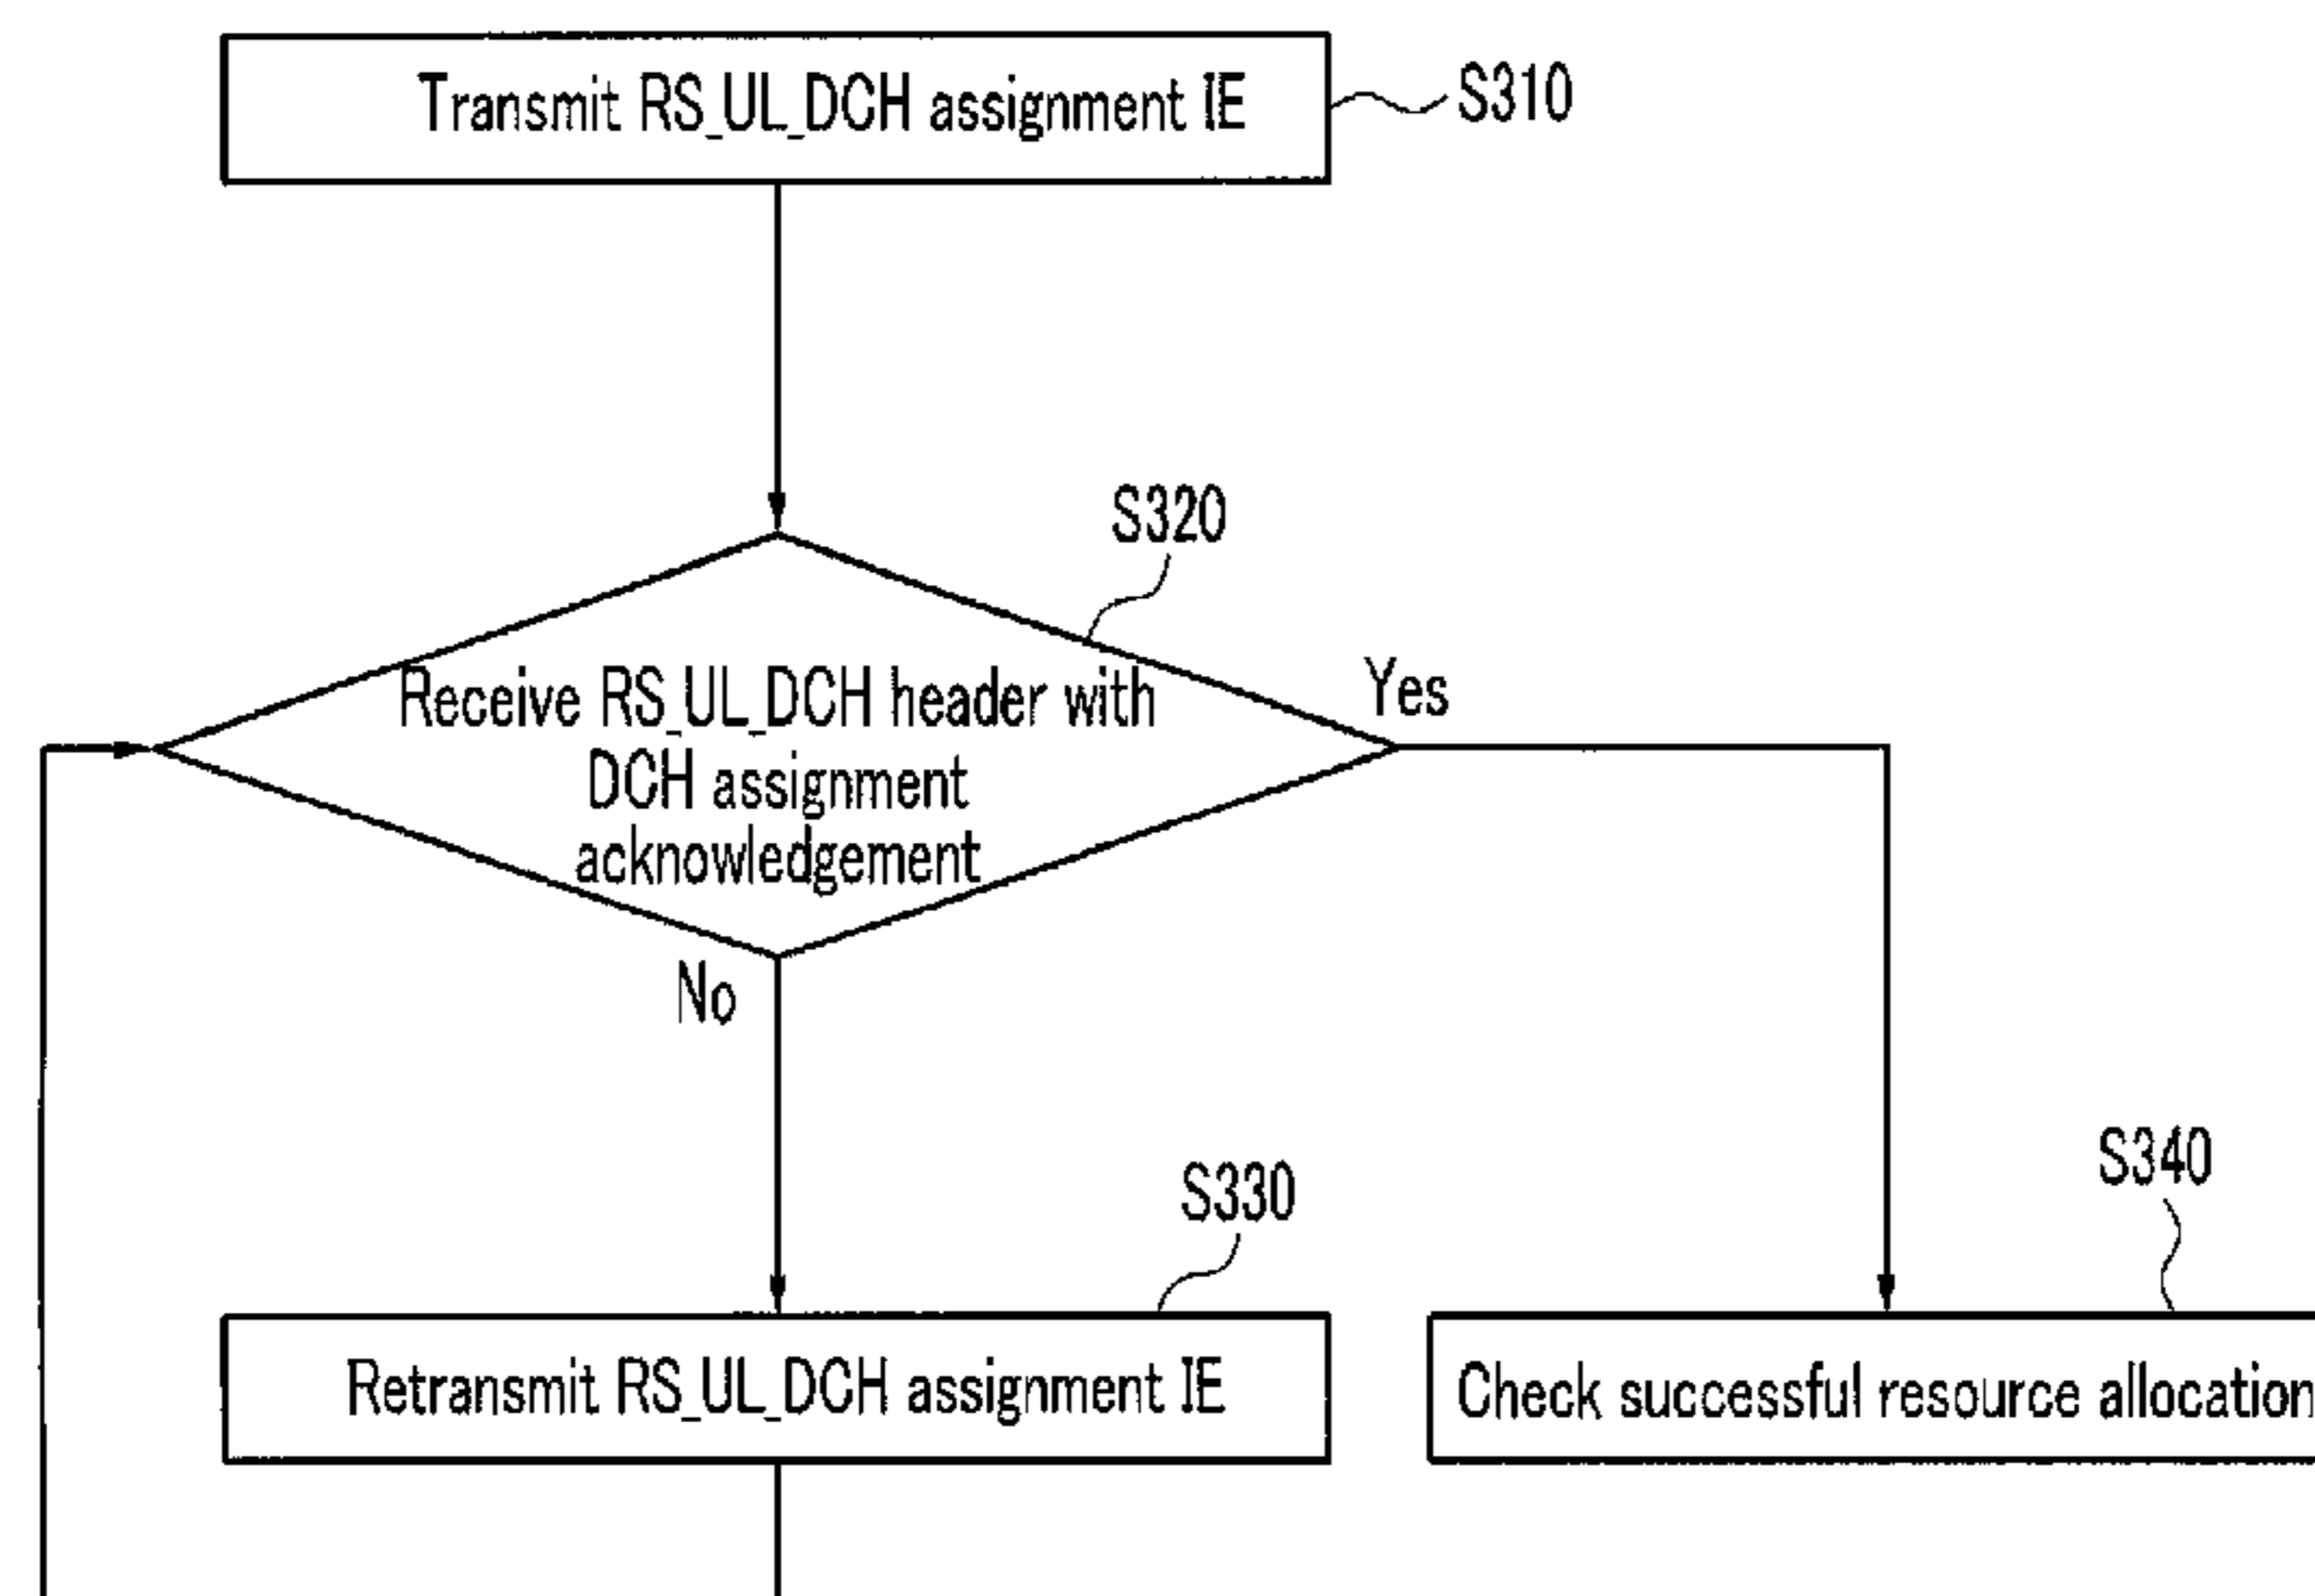 Transmit RS_UL_DCH assignment IE
S310
S320
Receive RS_UL_DCH header with
DCH assignment
acknowledgement
Yes
No
S330
S340
Retransmit RS_UL_DCH assignment IE
Check successful resource allocation